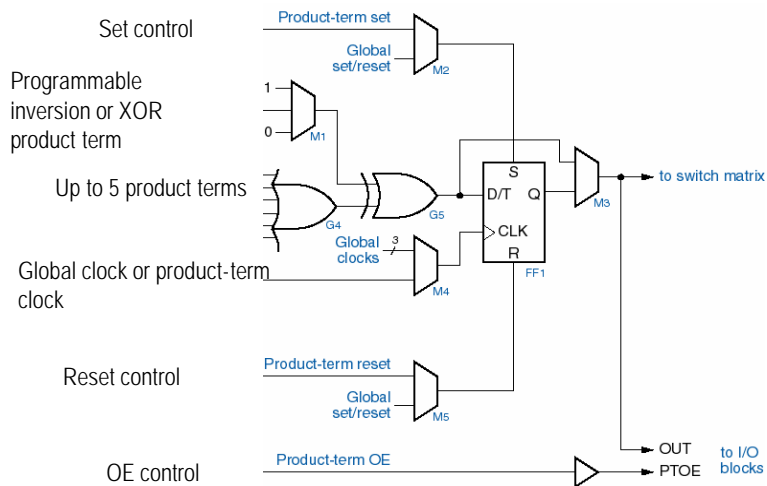 Set control
Product-term set
Global
set/reset
M2
Programmable
inversion or XOR
product term
1
0
M1
Up to 5 product terms
G4
G5
S
D/T
Q
CLK
R
FF1
M3
to switch matrix
Global
clocks
3
Global clock or product-term
clock
M4
Reset control
Product-term reset
Global
set/reset
M5
OE control
Product-term OE
OUT
PTOE
to I/O
blocks